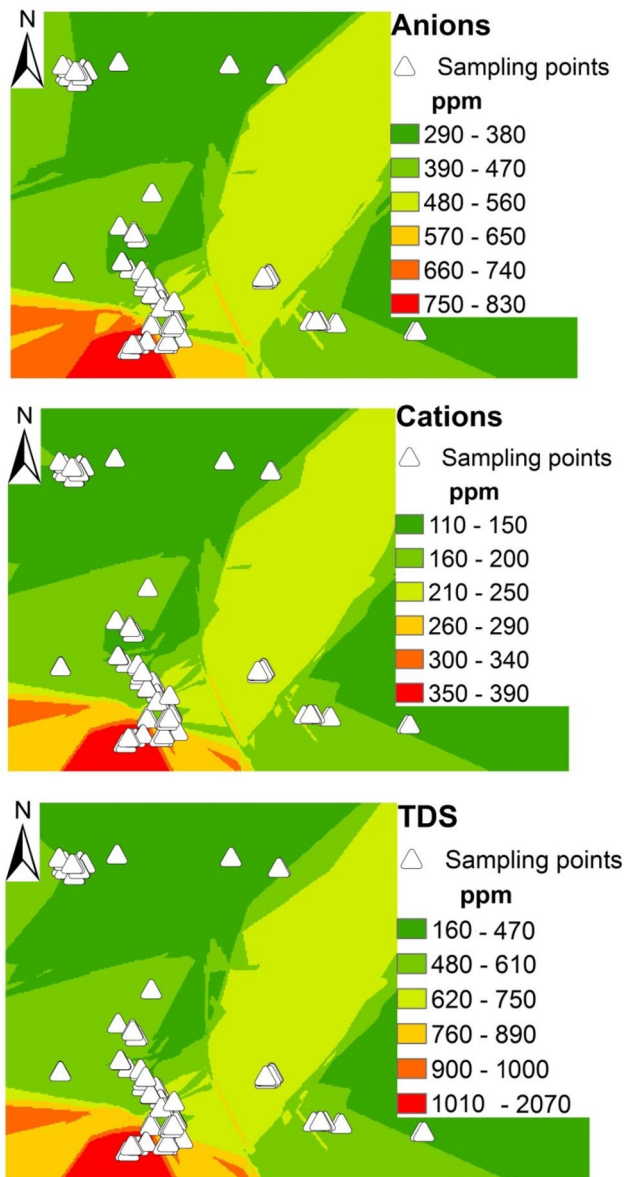 N
Anions
Sampling points
ppm
290 - 380
390 - 470
480 - 560
570 - 650
660 - 740
750 - 830
N
Cations
Sampling points
ppm
110 - 150
160 - 200
210 - 250
260 - 290
300 - 340
350 - 390
N
TDS
Sampling points
ppm
160 - 470
480 - 610
620 - 750
760 - 890
900 - 1000
1010 - 2070